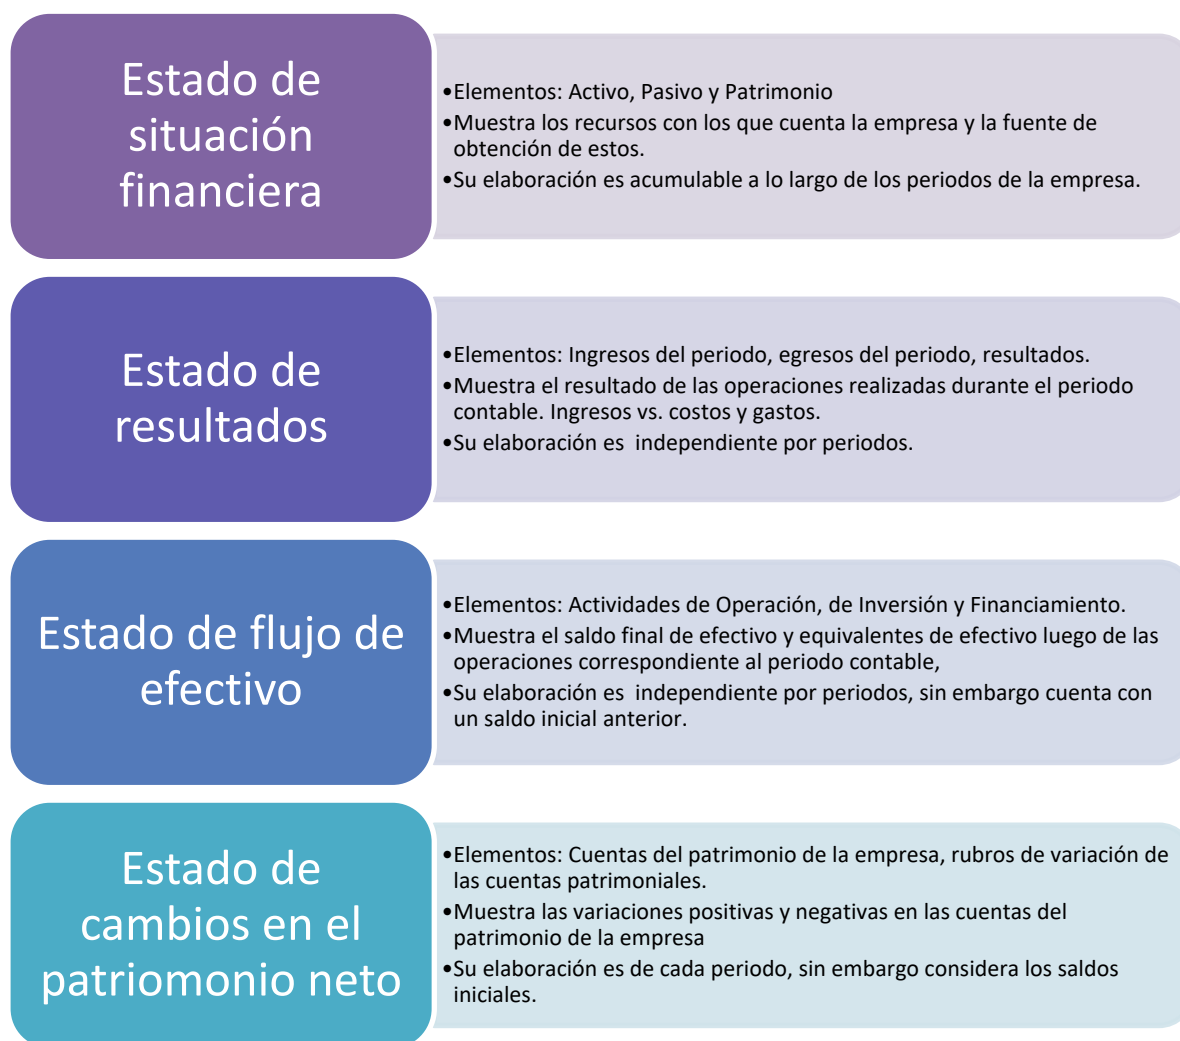 Estado de
situación
financiera
•Elementos: Activo, Pasivo y Patrimonio
•Muestra los recursos con los que cuenta la empresa y la fuente de
obtención de estos.
•Su elaboración es acumulable a lo largo de los periodos de la empresa.
Estado de
resultados
•Elementos: Ingresos del periodo, egresos del periodo, resultados.
•Muestra el resultado de las operaciones realizadas durante el periodo
contable. Ingresos vs. costos y gastos.
•Su elaboración es  independiente por periodos.
Estado de flujo de
efectivo
•Elementos: Actividades de Operación, de Inversión y Financiamiento.
•Muestra el saldo final de efectivo y equivalentes de efectivo luego de las
operaciones correspondiente al periodo contable,
•Su elaboración es  independiente por periodos, sin embargo cuenta con
un saldo inicial anterior.
Estado de
cambios en el
patriomonio neto
•Elementos: Cuentas del patrimonio de la empresa, rubros de variación de
las cuentas patrimoniales.
•Muestra las variaciones positivas y negativas en las cuentas del
patrimonio de la empresa
•Su elaboración es de cada periodo, sin embargo considera los saldos
iniciales.